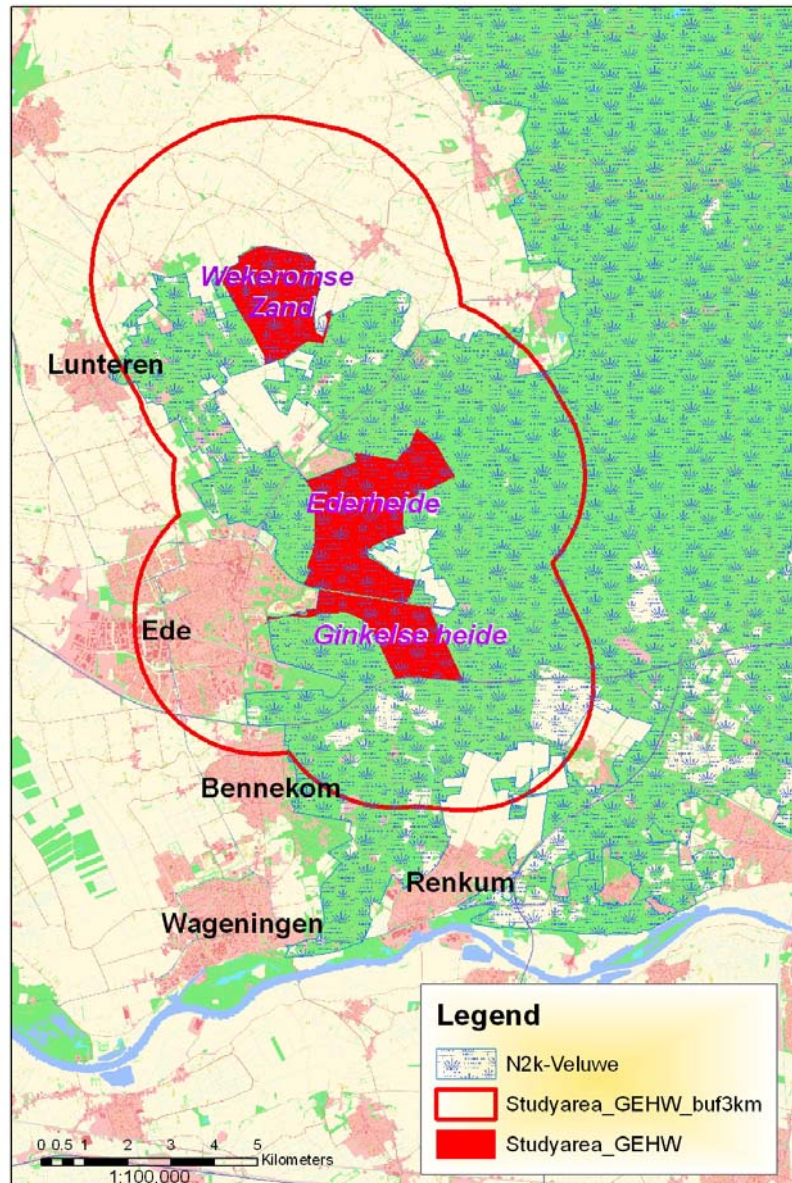 Wekeromse
Zand
Lunteren
Ederheide
Ede
Ginkelse heide
Bennekom
Renkum
Wageningen
Legend
N2k-Veluwe
Studyarea_GEHW_buf3km
Studyarea_GEHW
0 0.5 1 2 3 4 5
Kilometers
1:100,000